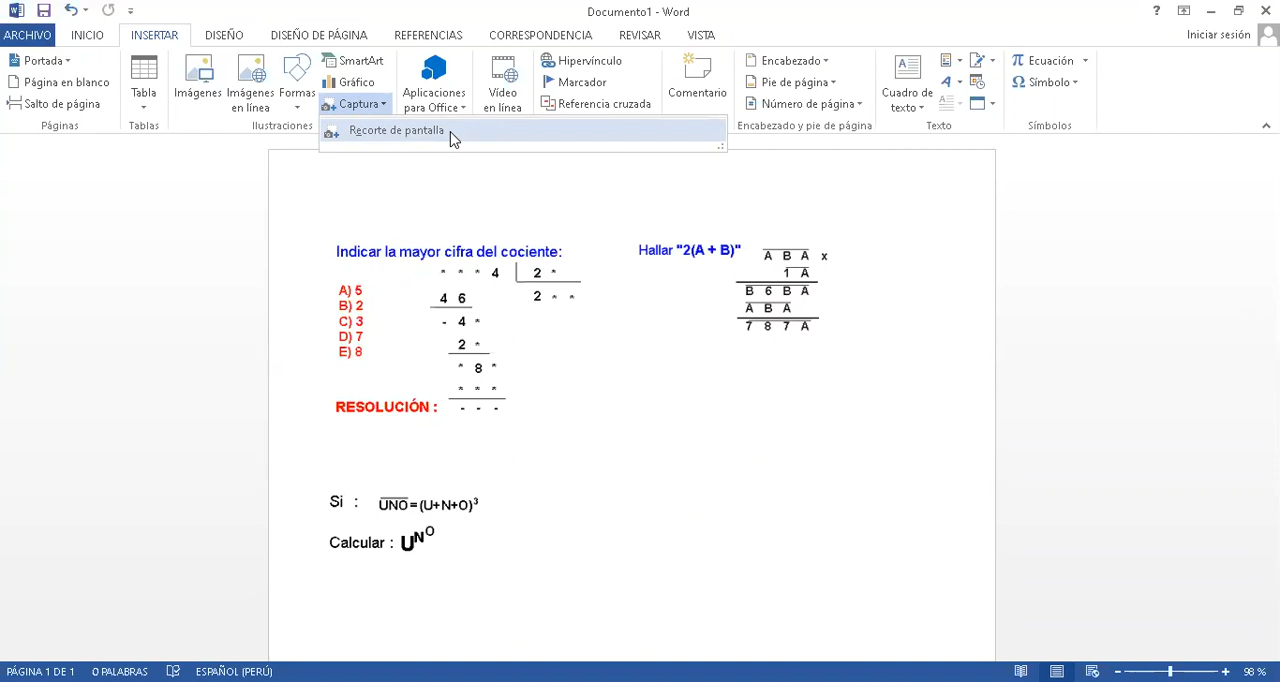 Documento1 - Word
?
ARCHIVO INICIO INSERTAR DISEÑO DISEÑO DE PÁGINA REFERENCIAS CORRESPONDENCIA REVISAR VISTA Iniciar sesión
Portada
Página en blanco
Salto de página
Páginas
Tabla
Tablas
Imágenes
Imágenes
en línea
Formas
SmartArt
Gráfico
Captura
Ilustraciones
Recorte de pantalla
Aplicaciones
para Office
Vídeo
en línea
Hipervínculo
Marcador
Referencia cruzada
Comentario
Encabezado
Pie de página
Número de página
Encabezado y pie de página
Cuadro de
texto
Texto
π Ecuación
Ω Símbolo
Símbolos
Indicar la mayor cifra del cociente:
* * * 4 2 *
4 6 2 * *
- 4 *
2 *
* 8 *
* * *
- - -
A) 5
B) 2
C) 3
D) 7
E) 8
RESOLUCIÓN :
Hallar "2(A + B)"
A B A x
1 A
B 6 B A
A B A
7 8 7 A
Si : UNO=(U+N+O)³
Calcular : U^N^O
PÁGINA 1 DE 1 0 PALABRAS ESPAÑOL (PERÚ) - + 98 %